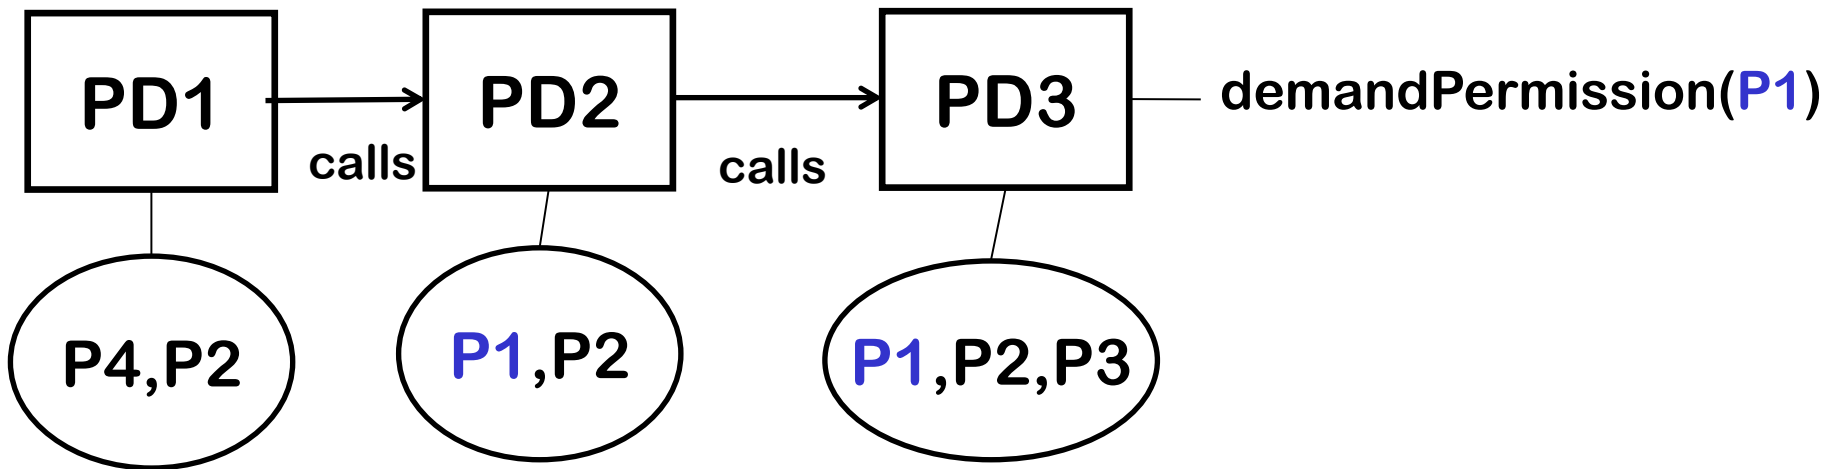 PD1
calls
PD2
calls
PD3
demandPermission(P1)
P4,P2
P1,P2
P1,P2,P3